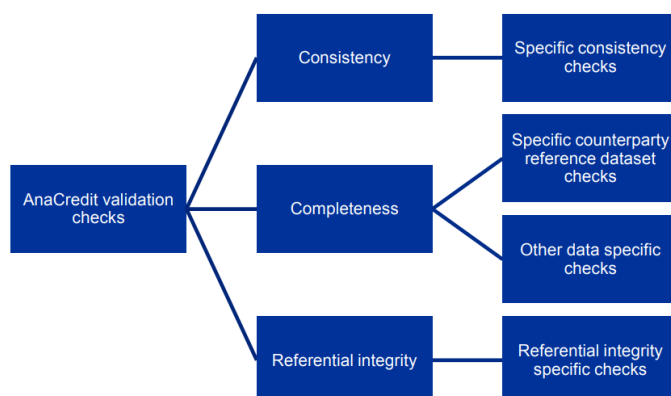 Consistency
Specific consistency
checks
Specific counterparty
reference dataset
checks
AnaCredit validation
checks
Completeness
Other data specific
checks
Referential integrity
Referential integrity
specific checks